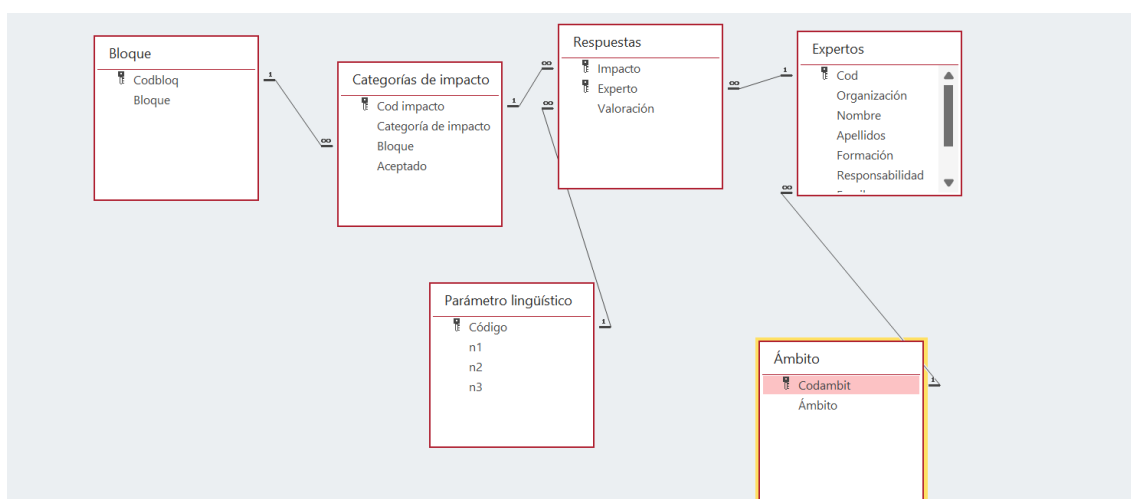 Bloque
Codbloq
Bloque
1
∞
Categorías de impacto
Cod impacto
Categoría de impacto
Bloque
Aceptado
1
∞
∞
Respuestas
Impacto
Experto
Valoración
∞
1
Expertos
Cod
Organización
Nombre
Apellidos
Formación
Responsabilidad
∞
Parámetro lingüístico
Código
n1
n2
n3
1
Ámbito
Codambit
Ámbito
1